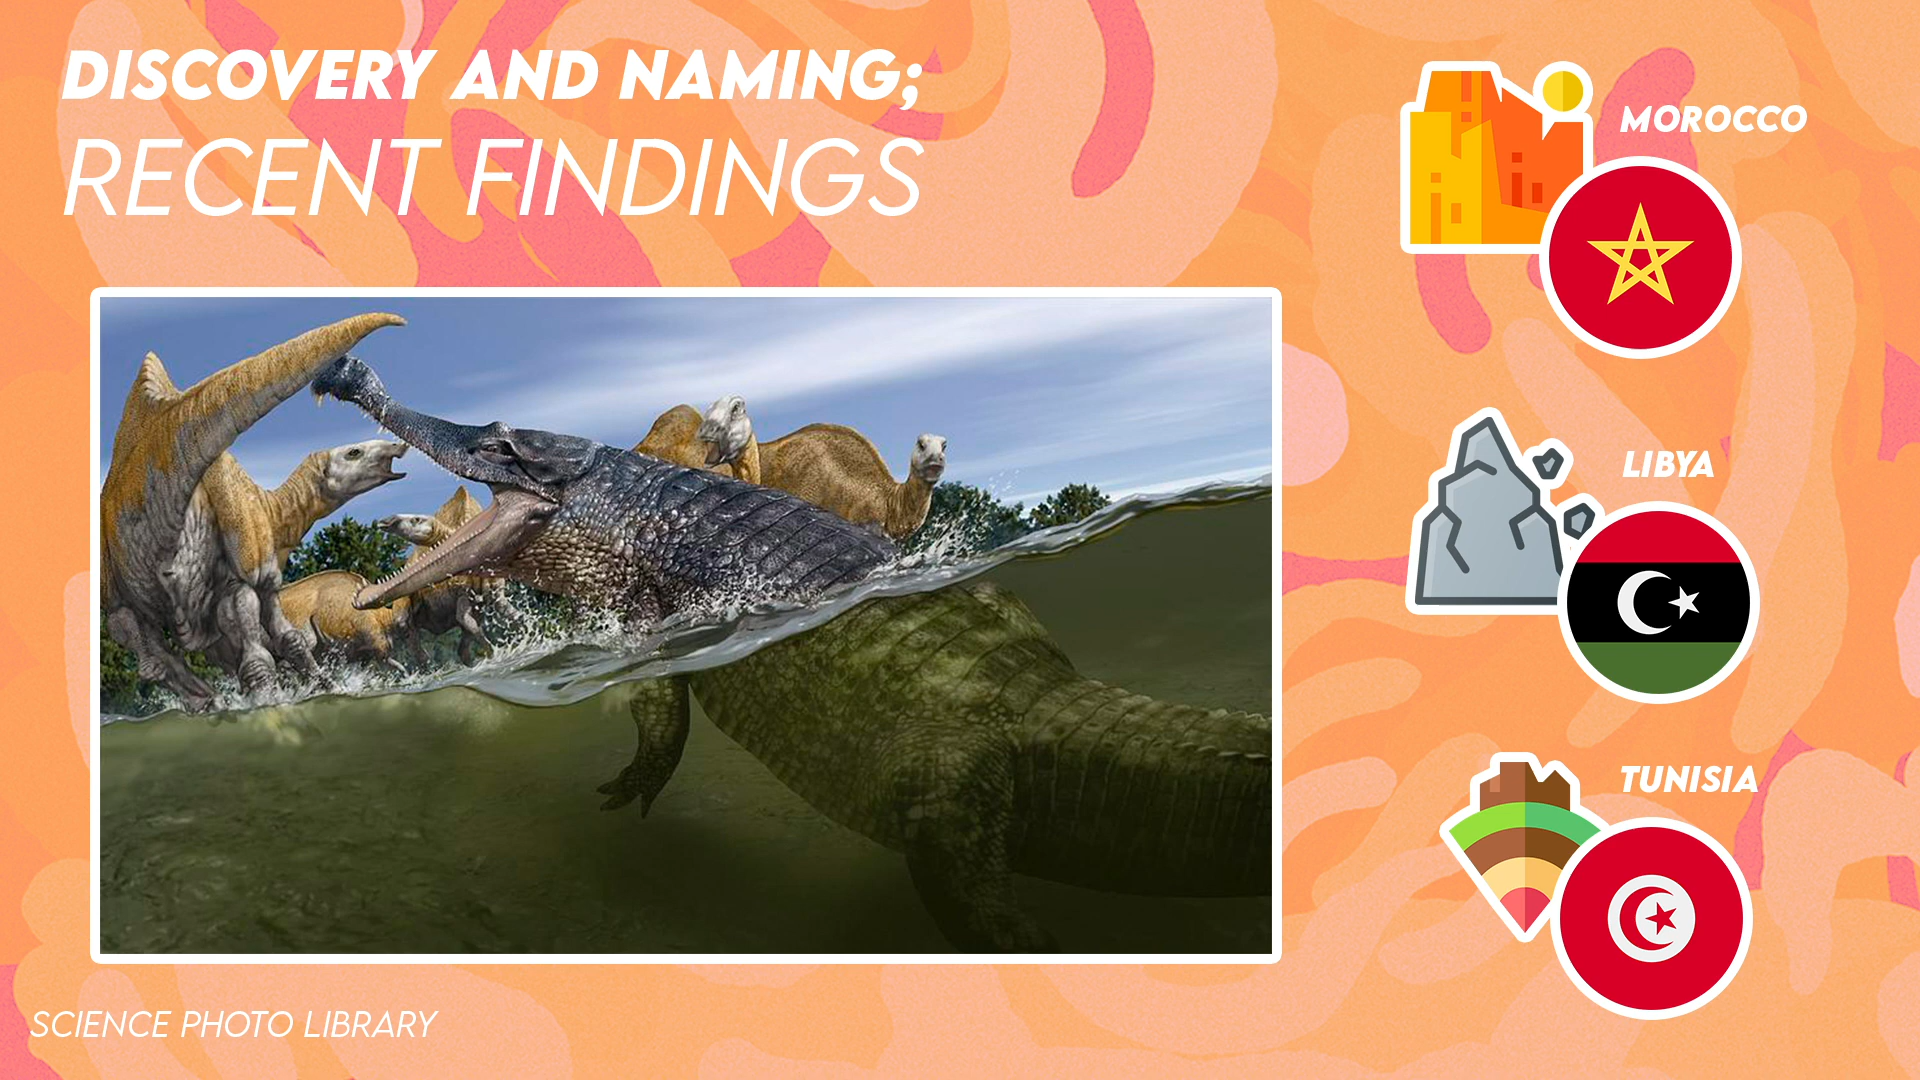 DISCOVERY AND NAMING;
RECENT FINDINGS
MOROCCO
LIBYA
TUNISIA
SCIENCE PHOTO LIBRARY